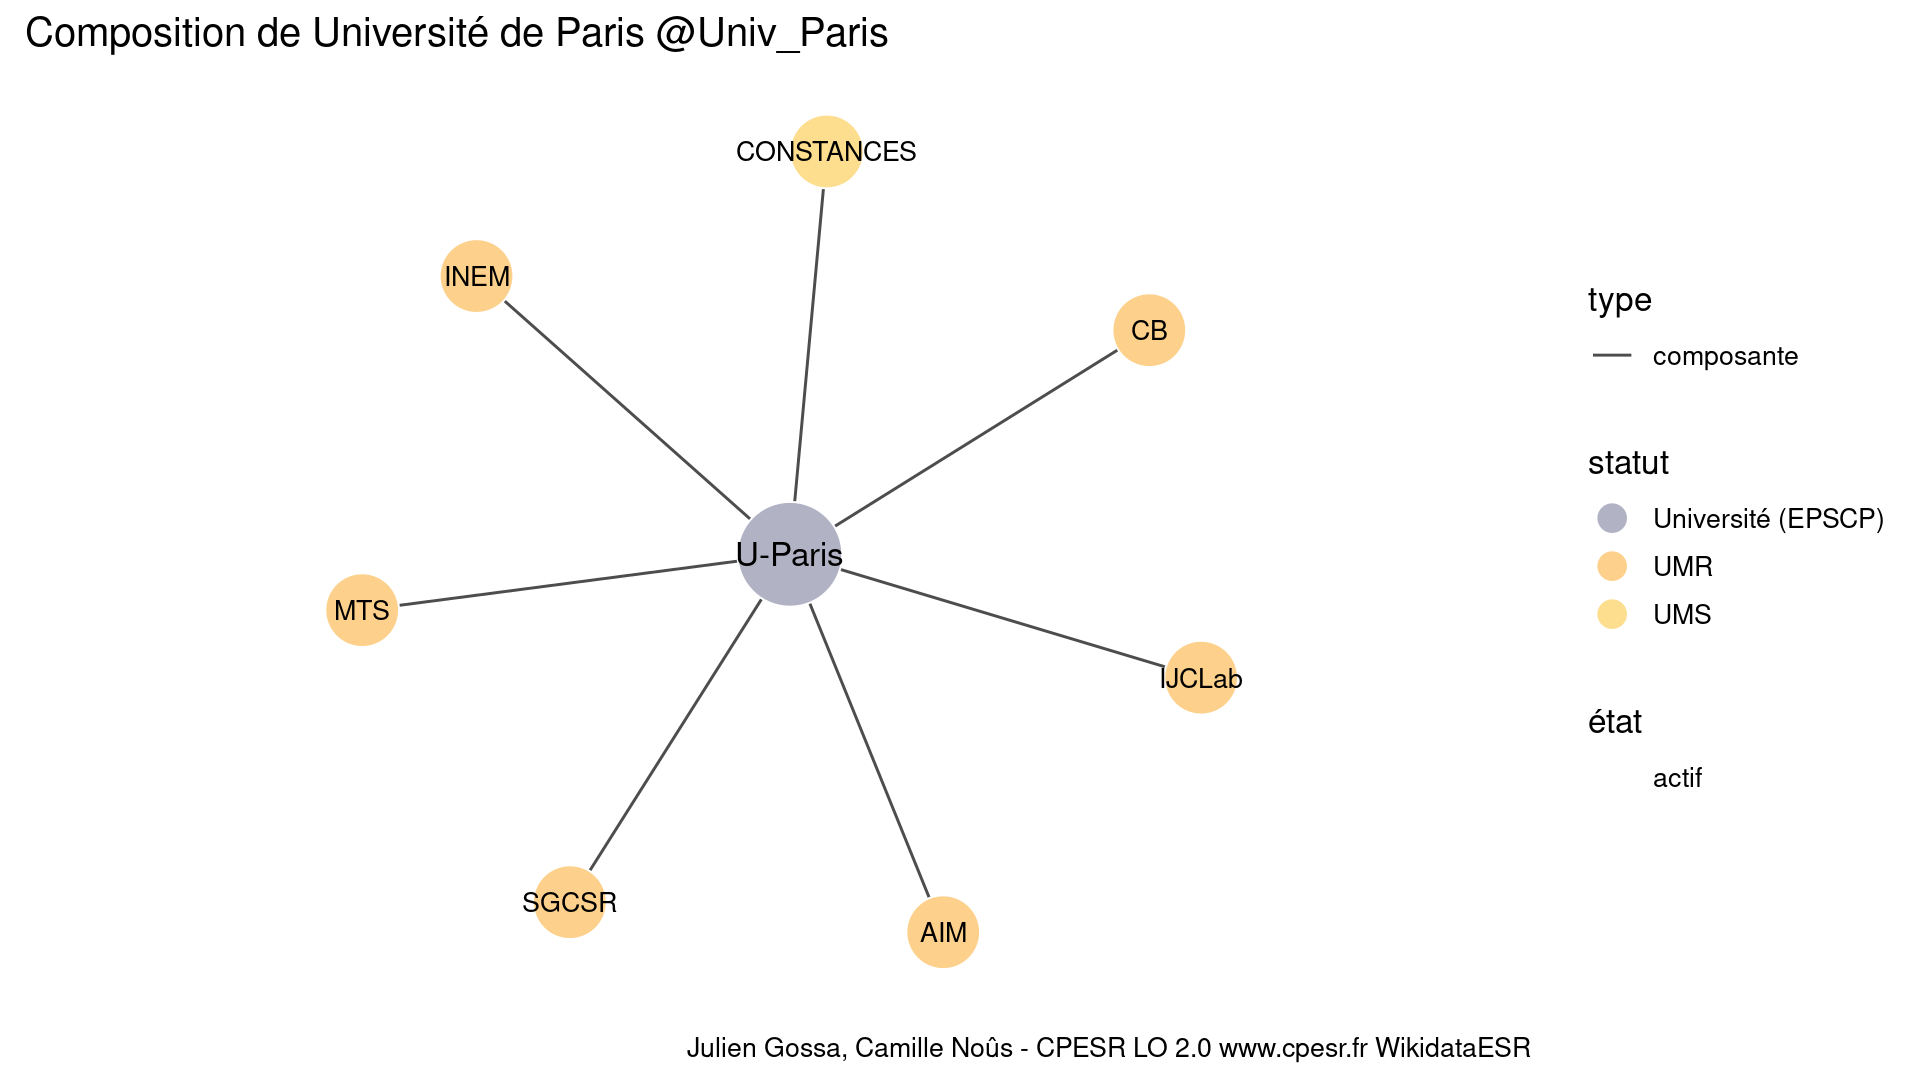 Composition de Université de Paris @Univ_Paris
CONSTANCES
INEM
CB
U-Paris
MTS
IJCLab
SGCSR
AIM
type
composante
statut
Université (EPSCP)
UMR
UMS
état
actif
Julien Gossa, Camille Noûs - CPESR LO 2.0 www.cpesr.fr WikidataESR